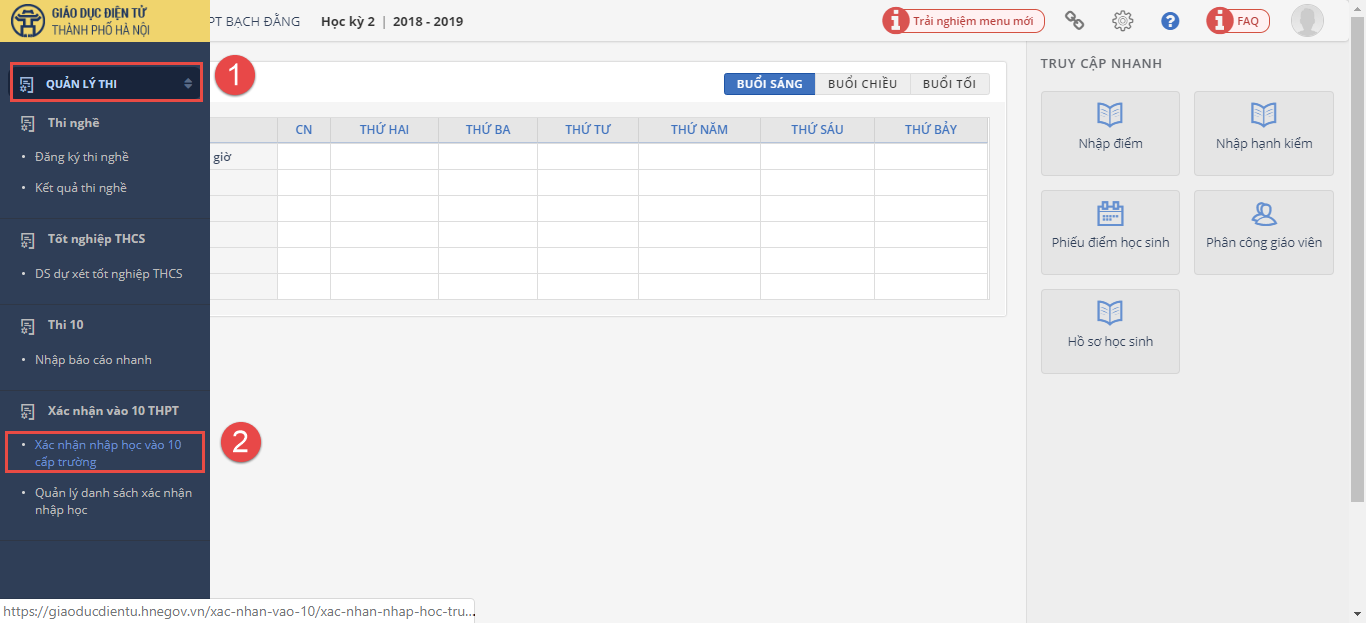 GIÁO DỤC ĐIỆN TỬ
THÀNH PHỐ HÀ NỘI
PT BẠCH ĐẰNG
Học kỳ 2 | 2018 - 2019
Trải nghiệm menu mới
FAQ
QUẢN LÝ THI
1
Thi nghề
Đăng ký thi nghề
Kết quả thi nghề
Tốt nghiệp THCS
DS dự xét tốt nghiệp THCS
Thi 10
Nhập báo cáo nhanh
Xác nhận vào 10 THPT
Xác nhận nhập học vào 10
cấp trường
2
Quản lý danh sách xác nhận
nhập học
BUỔI SÁNG BUỔI CHIỀU BUỔI TỐI
CN THỨ HAI THỨ BA THỨ TƯ THỨ NĂM THỨ SÁU THỨ BẢY
giờ
TRUY CẬP NHANH
Nhập điểm
Nhập hạnh kiểm
Phiếu điểm học sinh
Phân công giáo viên
Hồ sơ học sinh
https://giaoducdientu.hnegov.vn/xac-nhan-vao-10/xac-nhan-nhap-hoc-tru...